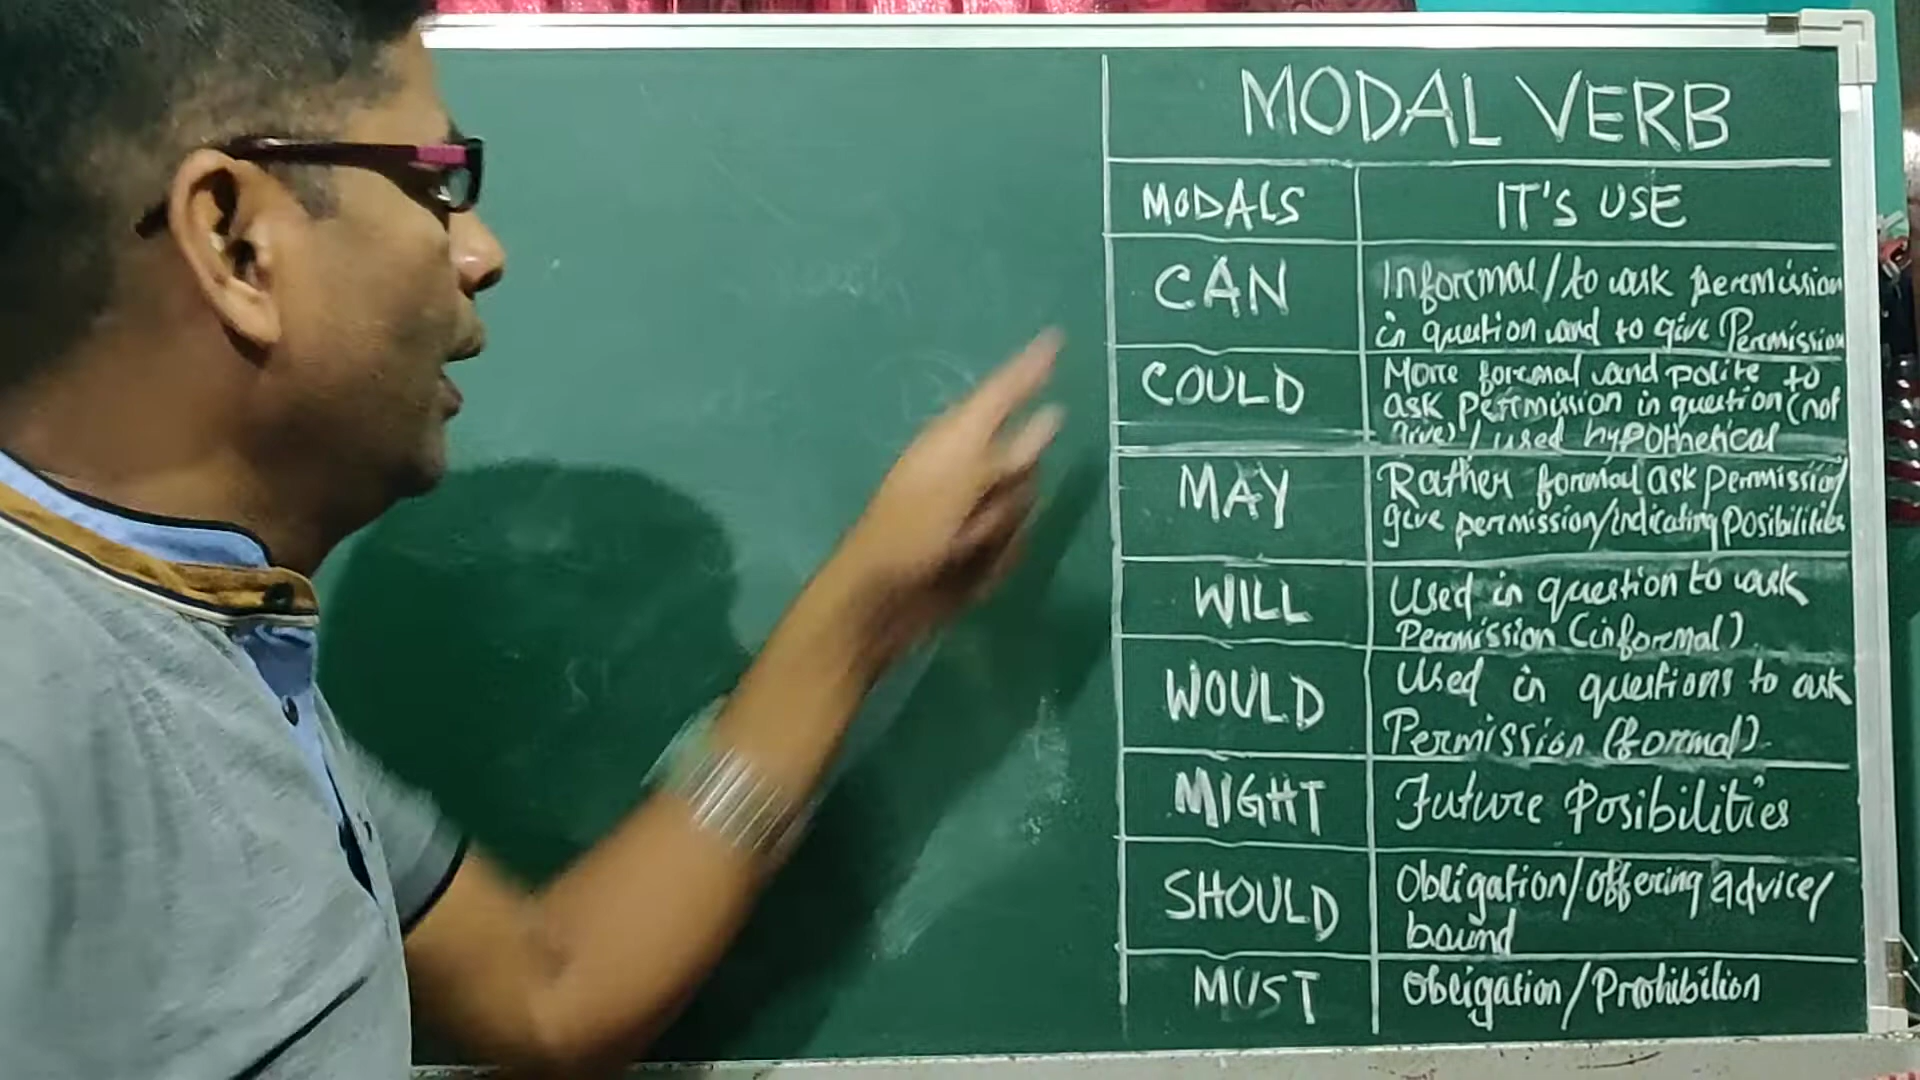 MODAL VERB
MODALS IT'S USE
CAN Informal/to ask permission
in question and to give Permission
COULD More formal and polite to
ask permission in question (not
give) / used hypothetical
MAY Rather formal ask permission/
give permission/indicating posibilities
WILL Used in question to ask
Permission (informal)
WOULD Used in questions to ask
Permission (formal)
MIGHT Future Posibilities
SHOULD Obligation/offering advice/
bound
MUST Obligation/Prohibition